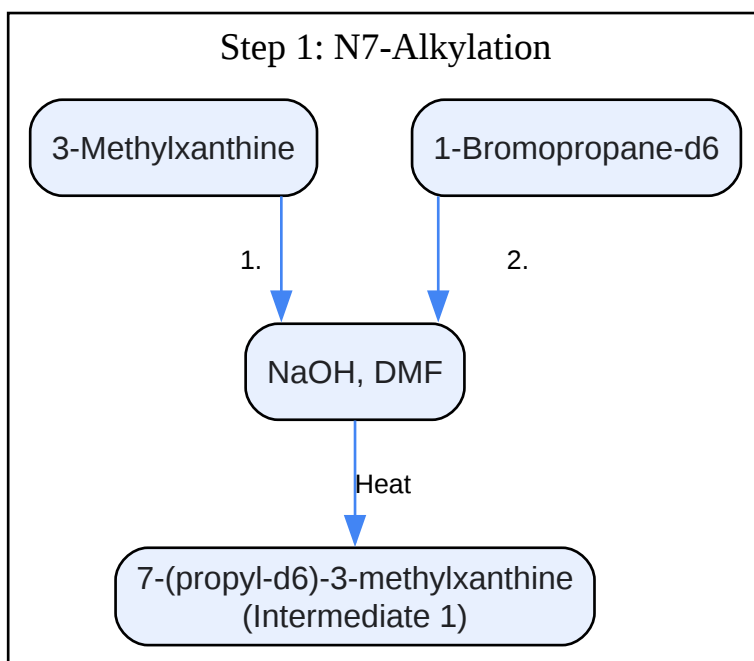 Step 1: N7-Alkylation
3-Methylxanthine
1-Bromopropane-d6
1.
2.
NaOH, DMF
Heat
7-(propyl-d6)-3-methylxanthine
(Intermediate 1)